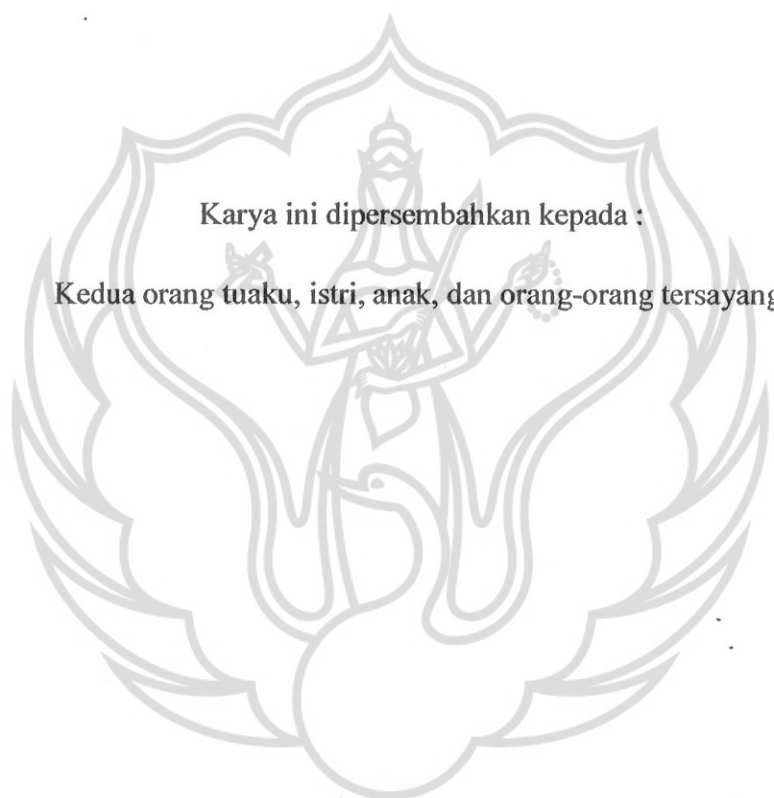 Karya ini dipersembahkan kepada :
Kedua orang tuaku, istri, anak, dan orang-orang tersayang